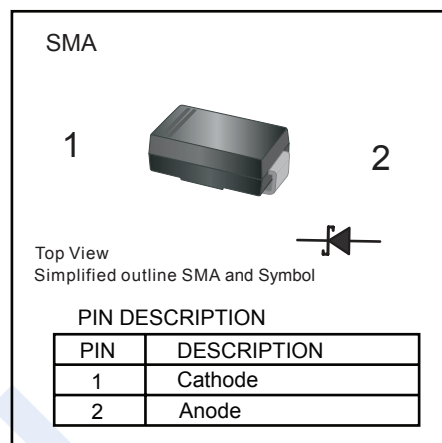 SMA
1
2
Top View
Simplified outline SMA and Symbol
PIN DESCRIPTION
PIN DESCRIPTION
1 Cathode
2 Anode